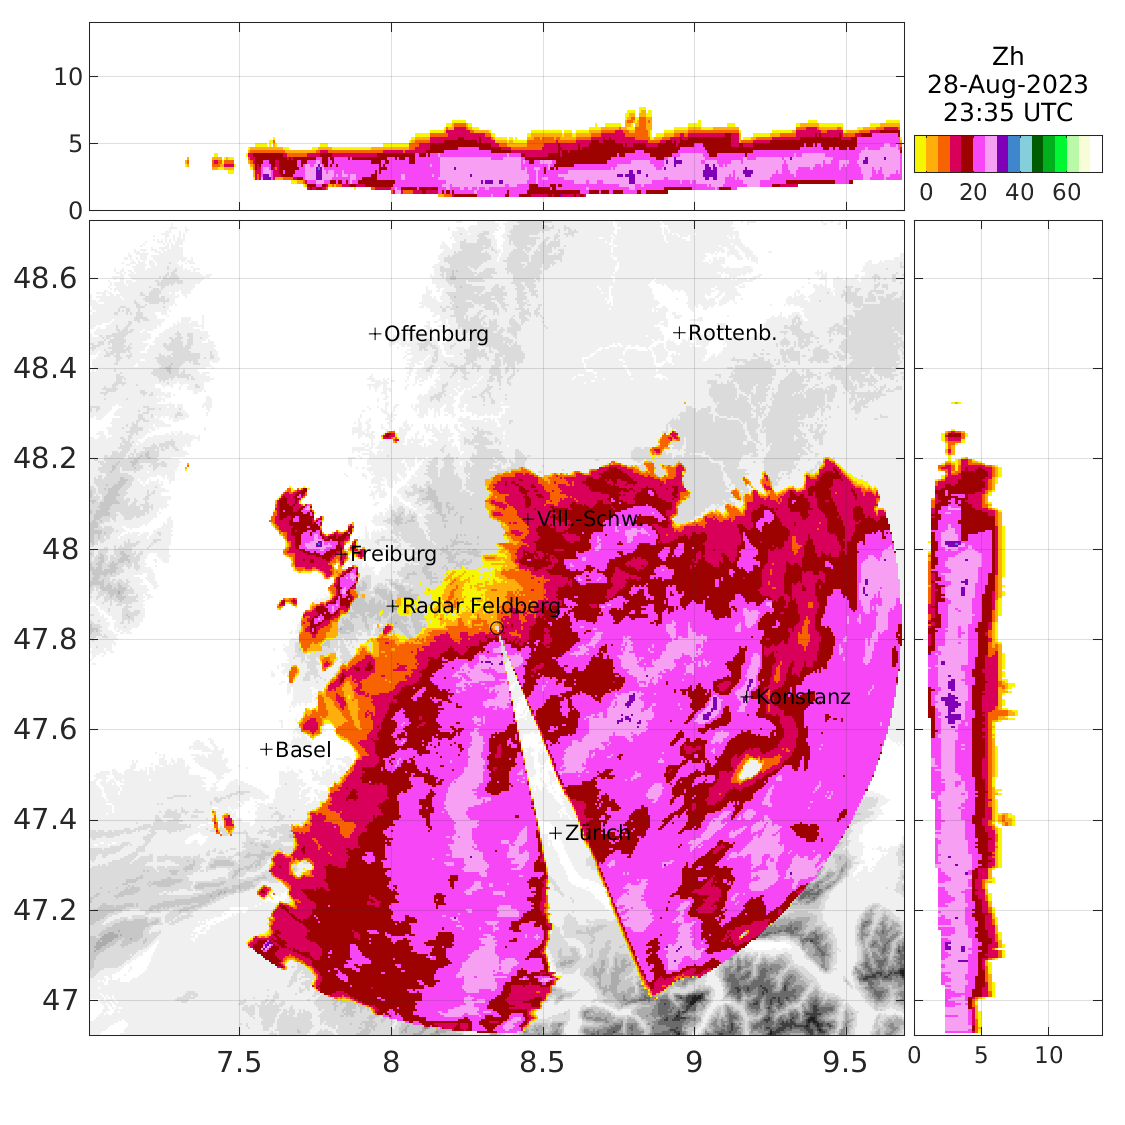 Zh
28-Aug-2023
23:35 UTC
0 20 40 60
10
5
0
48.6
48.4
48.2
48
47.8
47.6
47.4
47.2
47
+Offenburg
+Rottenb.
+Vill.-Schw.
+Freiburg
+Radar Feldberg
+Konstanz
+Basel
+Zürich
7.5 8 8.5 9 9.5
0 5 10